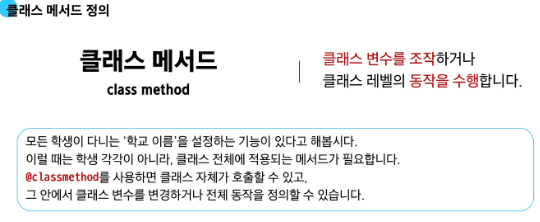 클래스 메서드 정의
클래스 메서드
class method
클래스 변수를 조작하거나
클래스 레벨의 동작을 수행합니다.
모든 학생이 다니는 ‘학교 이름’을 설정하는 기능이 있다고 해봅시다.
이럴 때는 학생 각각이 아니라, 클래스 전체에 적용되는 메서드가 필요합니다.
@classmethod를 사용하면 클래스 자체가 호출할 수 있고,
그 안에서 클래스 변수를 변경하거나 전체 동작을 정의할 수 있습니다.